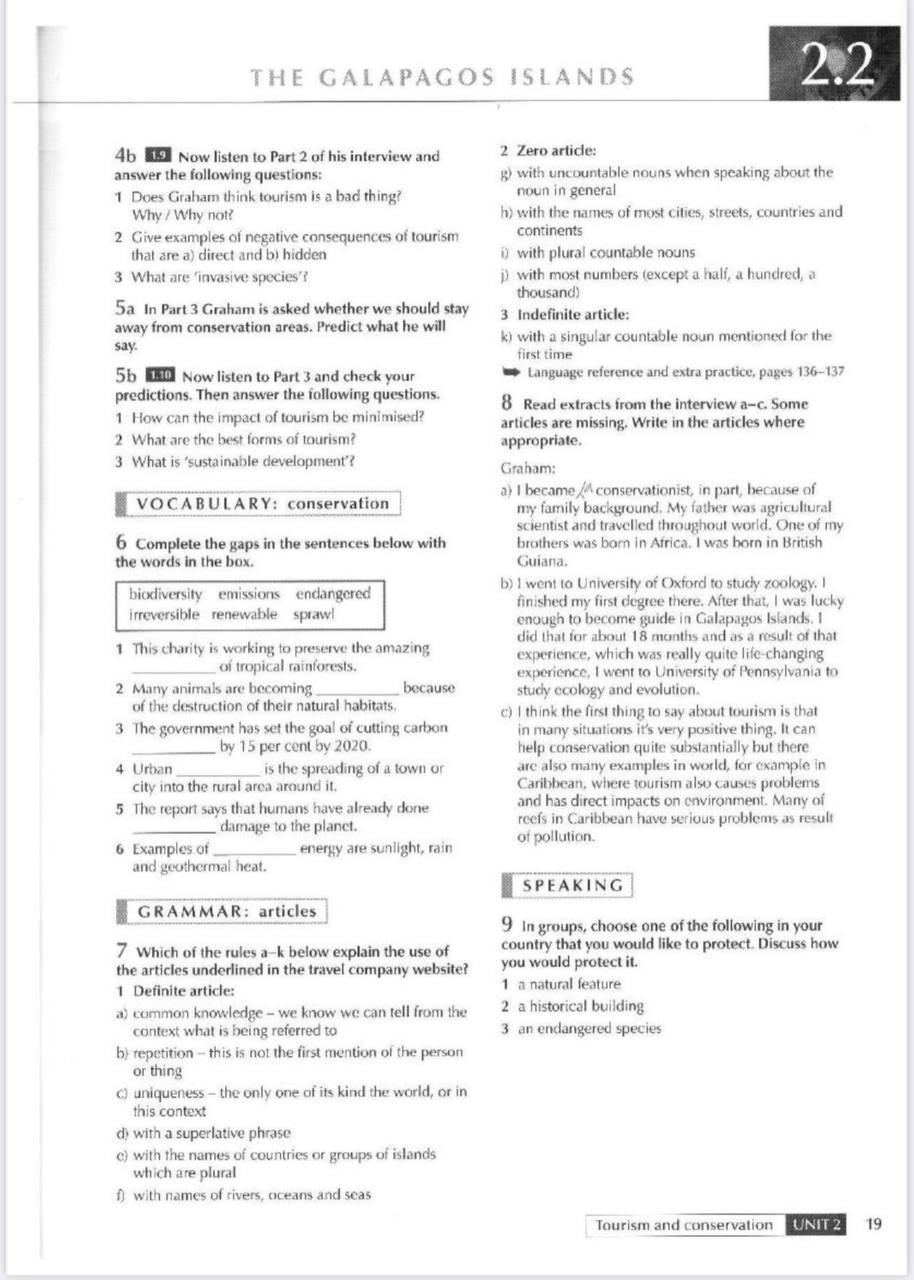 THE GALAPAGOS ISLANDS
2.2
4b 1.9 Now listen to Part 2 of his interview and
answer the following questions:
1 Does Graham think tourism is a bad thing?
Why / Why not?
2 Give examples of negative consequences of tourism
that are a) direct and b) hidden
3 What are 'invasive species'?
5a In Part 3 Graham is asked whether we should stay
away from conservation areas. Predict what he will
say.
5b 1.10 Now listen to Part 3 and check your
predictions. Then answer the following questions.
1 How can the impact of tourism be minimised?
2 What are the best forms of tourism?
3 What is 'sustainable development'?
VOCABULARY: conservation
6 Complete the gaps in the sentences below with
the words in the box.
biodiversity emissions endangered
irreversible renewable sprawl
1 This charity is working to preserve the amazing
__________ of tropical rainforests.
2 Many animals are becoming __________ because
of the destruction of their natural habitats.
3 The government has set the goal of cutting carbon
__________ by 15 per cent by 2020.
4 Urban __________ is the spreading of a town or
city into the rural area around it.
5 The report says that humans have already done
__________ damage to the planet.
6 Examples of __________ energy are sunlight, rain
and geothermal heat.
GRAMMAR: articles
7 Which of the rules a–k below explain the use of
the articles underlined in the travel company website?
1 Definite article:
a) common knowledge – we know we can tell from the
context what is being referred to
b) repetition – this is not the first mention of the person
or thing
c) uniqueness – the only one of its kind the world, or in
this context
d) with a superlative phrase
e) with the names of countries or groups of islands
which are plural
f) with names of rivers, oceans and seas
2 Zero article:
g) with uncountable nouns when speaking about the
noun in general
h) with the names of most cities, streets, countries and
continents
i) with plural countable nouns
j) with most numbers (except a half, a hundred, a
thousand)
3 Indefinite article:
k) with a singular countable noun mentioned for the
first time
➥ Language reference and extra practice, pages 136–137
8 Read extracts from the interview a–c. Some
articles are missing. Write in the articles where
appropriate.
Graham:
a) I became /a conservationist, in part, because of
my family background. My father was agricultural
scientist and travelled throughout world. One of my
brothers was born in Africa. I was born in British
Guiana.
b) I went to University of Oxford to study zoology. I
finished my first degree there. After that, I was lucky
enough to become guide in Galapagos Islands. I
did that for about 18 months and as a result of that
experience, which was really quite life-changing
experience, I went to University of Pennsylvania to
study ecology and evolution.
c) I think the first thing to say about tourism is that
in many situations it's very positive thing. It can
help conservation quite substantially but there
are also many examples in world, for example in
Caribbean, where tourism also causes problems
and has direct impacts on environment. Many of
reefs in Caribbean have serious problems as result
of pollution.
SPEAKING
9 In groups, choose one of the following in your
country that you would like to protect. Discuss how
you would protect it.
1 a natural feature
2 a historical building
3 an endangered species
Tourism and conservation UNIT 2 19